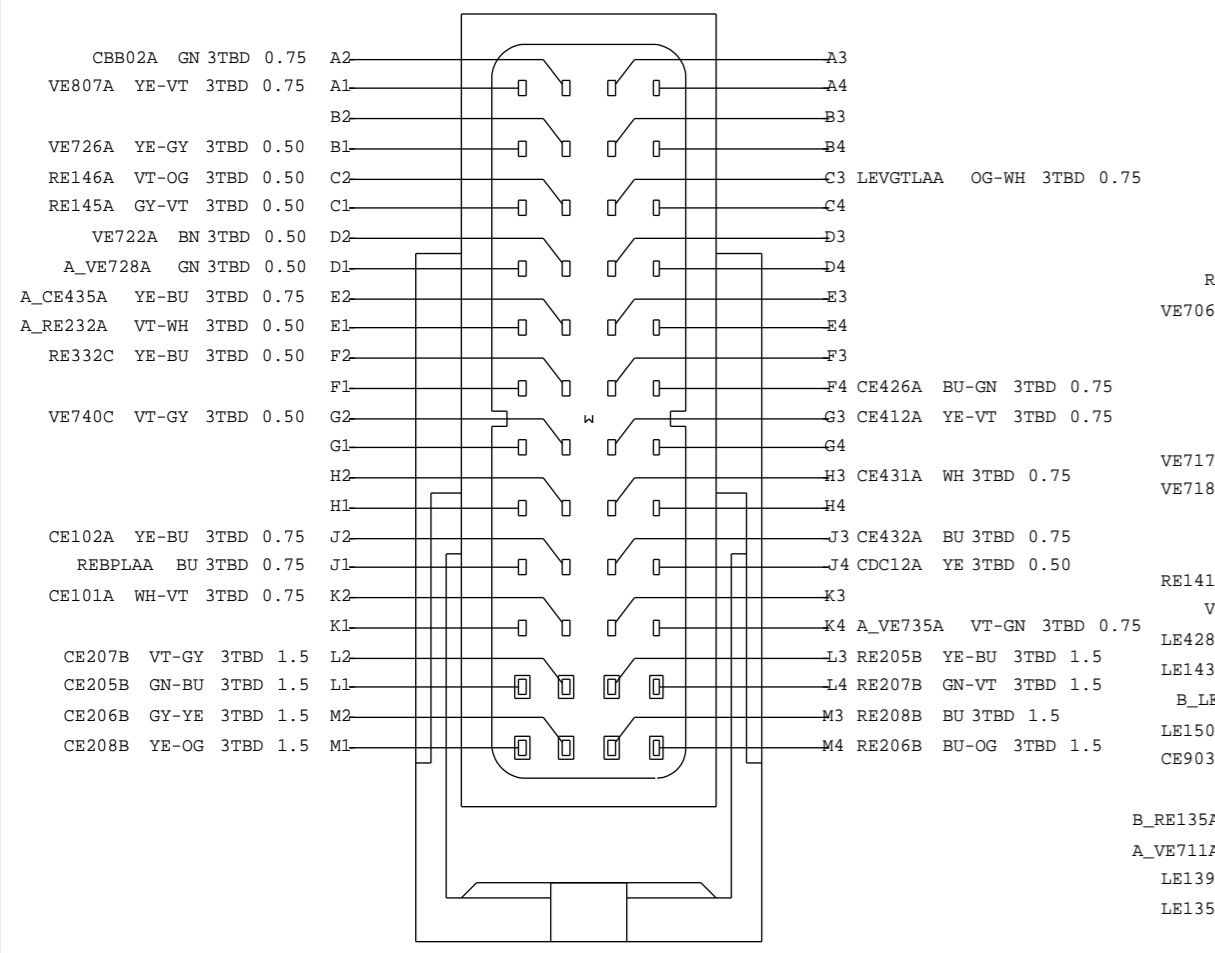 CBB02A GN 3TBD 0.75 A2 A3
VE807A YE-VT 3TBD 0.75 A1 A4
B2 B3
VE726A YE-GY 3TBD 0.50 B1 B4
RE146A VT-OG 3TBD 0.50 C2 C3 LEVGTLAA OG-WH 3TBD 0.75
RE145A GY-VT 3TBD 0.50 C1 C4
VE722A BN 3TBD 0.50 D2 D3
A_VE728A GN 3TBD 0.50 D1 D4
R
A_CE435A YE-BU 3TBD 0.75 E2 E3
VE706
A_RE232A VT-WH 3TBD 0.50 E1 E4
RE332C YE-BU 3TBD 0.50 F2 F3
F1 F4 CE426A BU-GN 3TBD 0.75
VE740C VT-GY 3TBD 0.50 G2 G3 CE412A YE-VT 3TBD 0.75
G1 G4
VE717
H2 H3 CE431A WH 3TBD 0.75
VE718
H1 H4
CE102A YE-BU 3TBD 0.75 J2 J3 CE432A BU 3TBD 0.75
REBPLAA BU 3TBD 0.75 J1 J4 CDC12A YE 3TBD 0.50
RE141
CE101A WH-VT 3TBD 0.75 K2 K3
V
K1 K4 A_VE735A VT-GN 3TBD 0.75
LE428
CE207B VT-GY 3TBD 1.5 L2 L3 RE205B YE-BU 3TBD 1.5
LE143
CE205B GN-BU 3TBD 1.5 L1 L4 RE207B GN-VT 3TBD 1.5
B_LE
CE206B GY-YE 3TBD 1.5 M2 M3 RE208B BU 3TBD 1.5
LE150
CE208B YE-OG 3TBD 1.5 M1 M4 RE206B BU-OG 3TBD 1.5
CE903
B_RE135A
A_VE711A
LE139
LE135